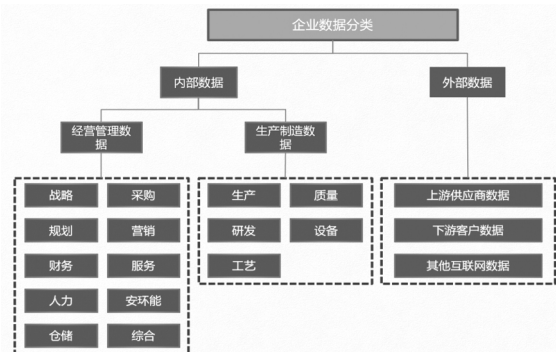 企业数据分类
内部数据
外部数据
经营管理数
据
生产制造数
据
战略
采购
规划
营销
财务
服务
人力
安环能
仓储
综合
生产
质量
研发
设备
工艺
上游供应商数据
下游客户数据
其他互联网数据